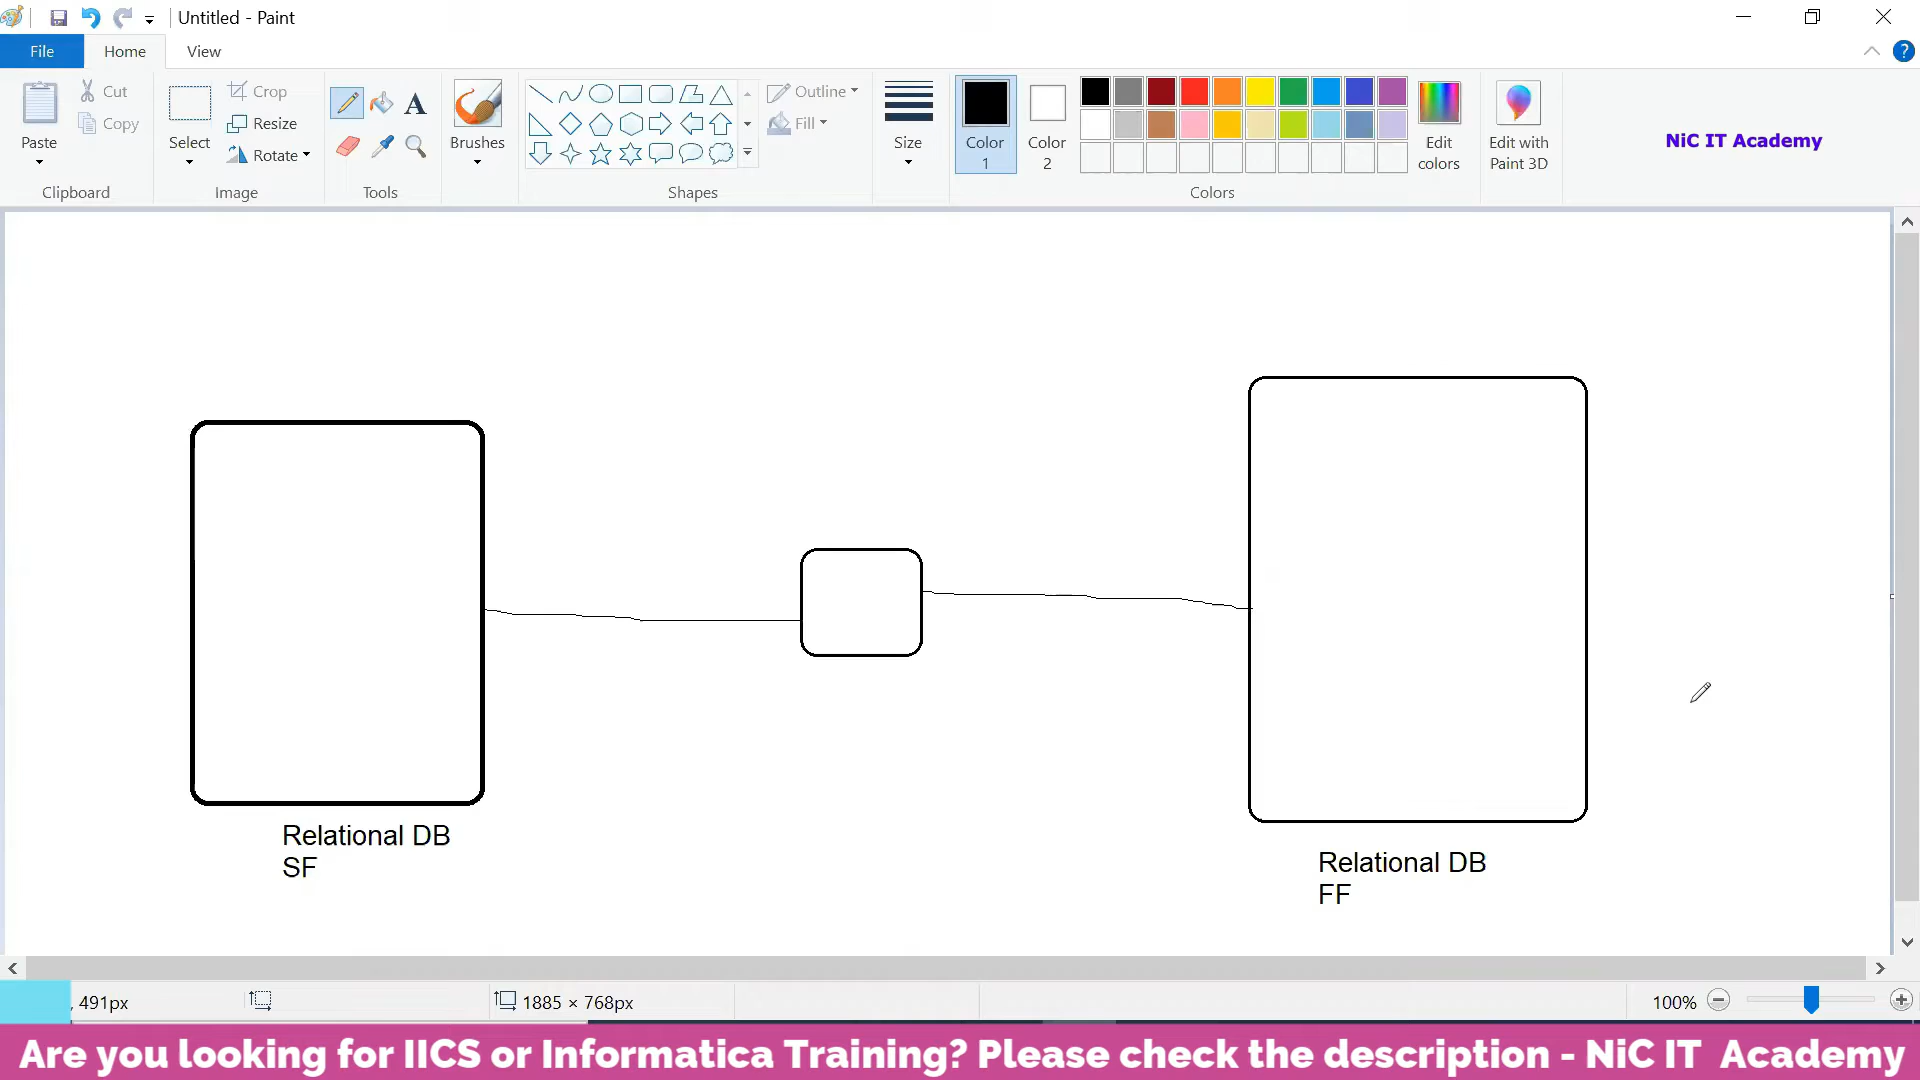 Untitled - Paint
File
Home
View
Paste
Cut
Copy
Clipboard
Select
Crop
Resize
Rotate
Image
Tools
Brushes
Shapes
Outline
Fill
Size
Color
1
Color
2
Colors
Edit
colors
Edit with
Paint 3D
NiC IT Academy
Relational DB
SF
Relational DB
FF
, 491px
1885 × 768px
100%
Are you looking for IICS or Informatica Training? Please check the description - NiC IT Academy